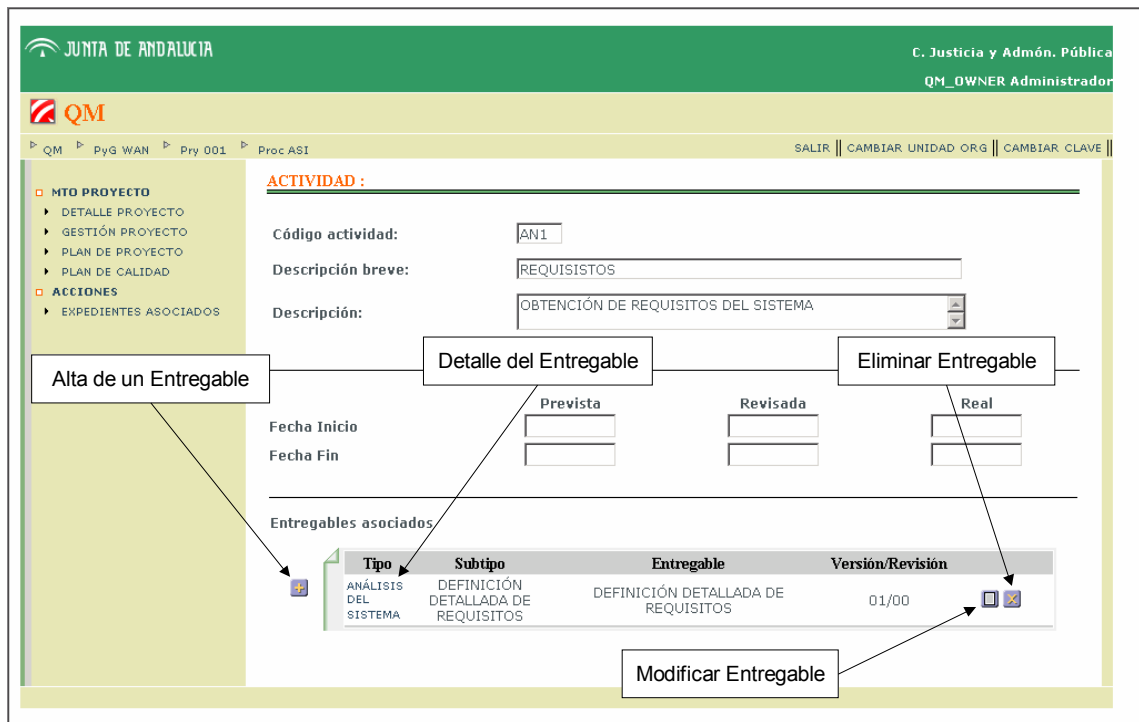 JUNTA DE ANDALUCIA
C. Justicia y Admón. Pública
QM_OWNER Administrador
QM
QM PyG WAN Pry 001 Proc ASI
SALIR || CAMBIAR UNIDAD ORG || CAMBIAR CLAVE ||
MTO PROYECTO
DETALLE PROYECTO
GESTIÓN PROYECTO
PLAN DE PROYECTO
PLAN DE CALIDAD
ACCIONES
EXPEDIENTES ASOCIADOS
ACTIVIDAD :
Código actividad: AN1
Descripción breve: REQUISISTOS
Descripción: OBTENCIÓN DE REQUISITOS DEL SISTEMA
Alta de un Entregable
Detalle del Entregable
Eliminar Entregable
Prevista Revisada Real
Fecha Inicio
Fecha Fin
Entregables asociados
Tipo Subtipo Entregable Versión/Revisión
ANÁLISIS
DEL
SISTEMA
DEFINICIÓN
DETALLADA DE
REQUISITOS
DEFINICIÓN DETALLADA DE
REQUISITOS
01/00
Modificar Entregable